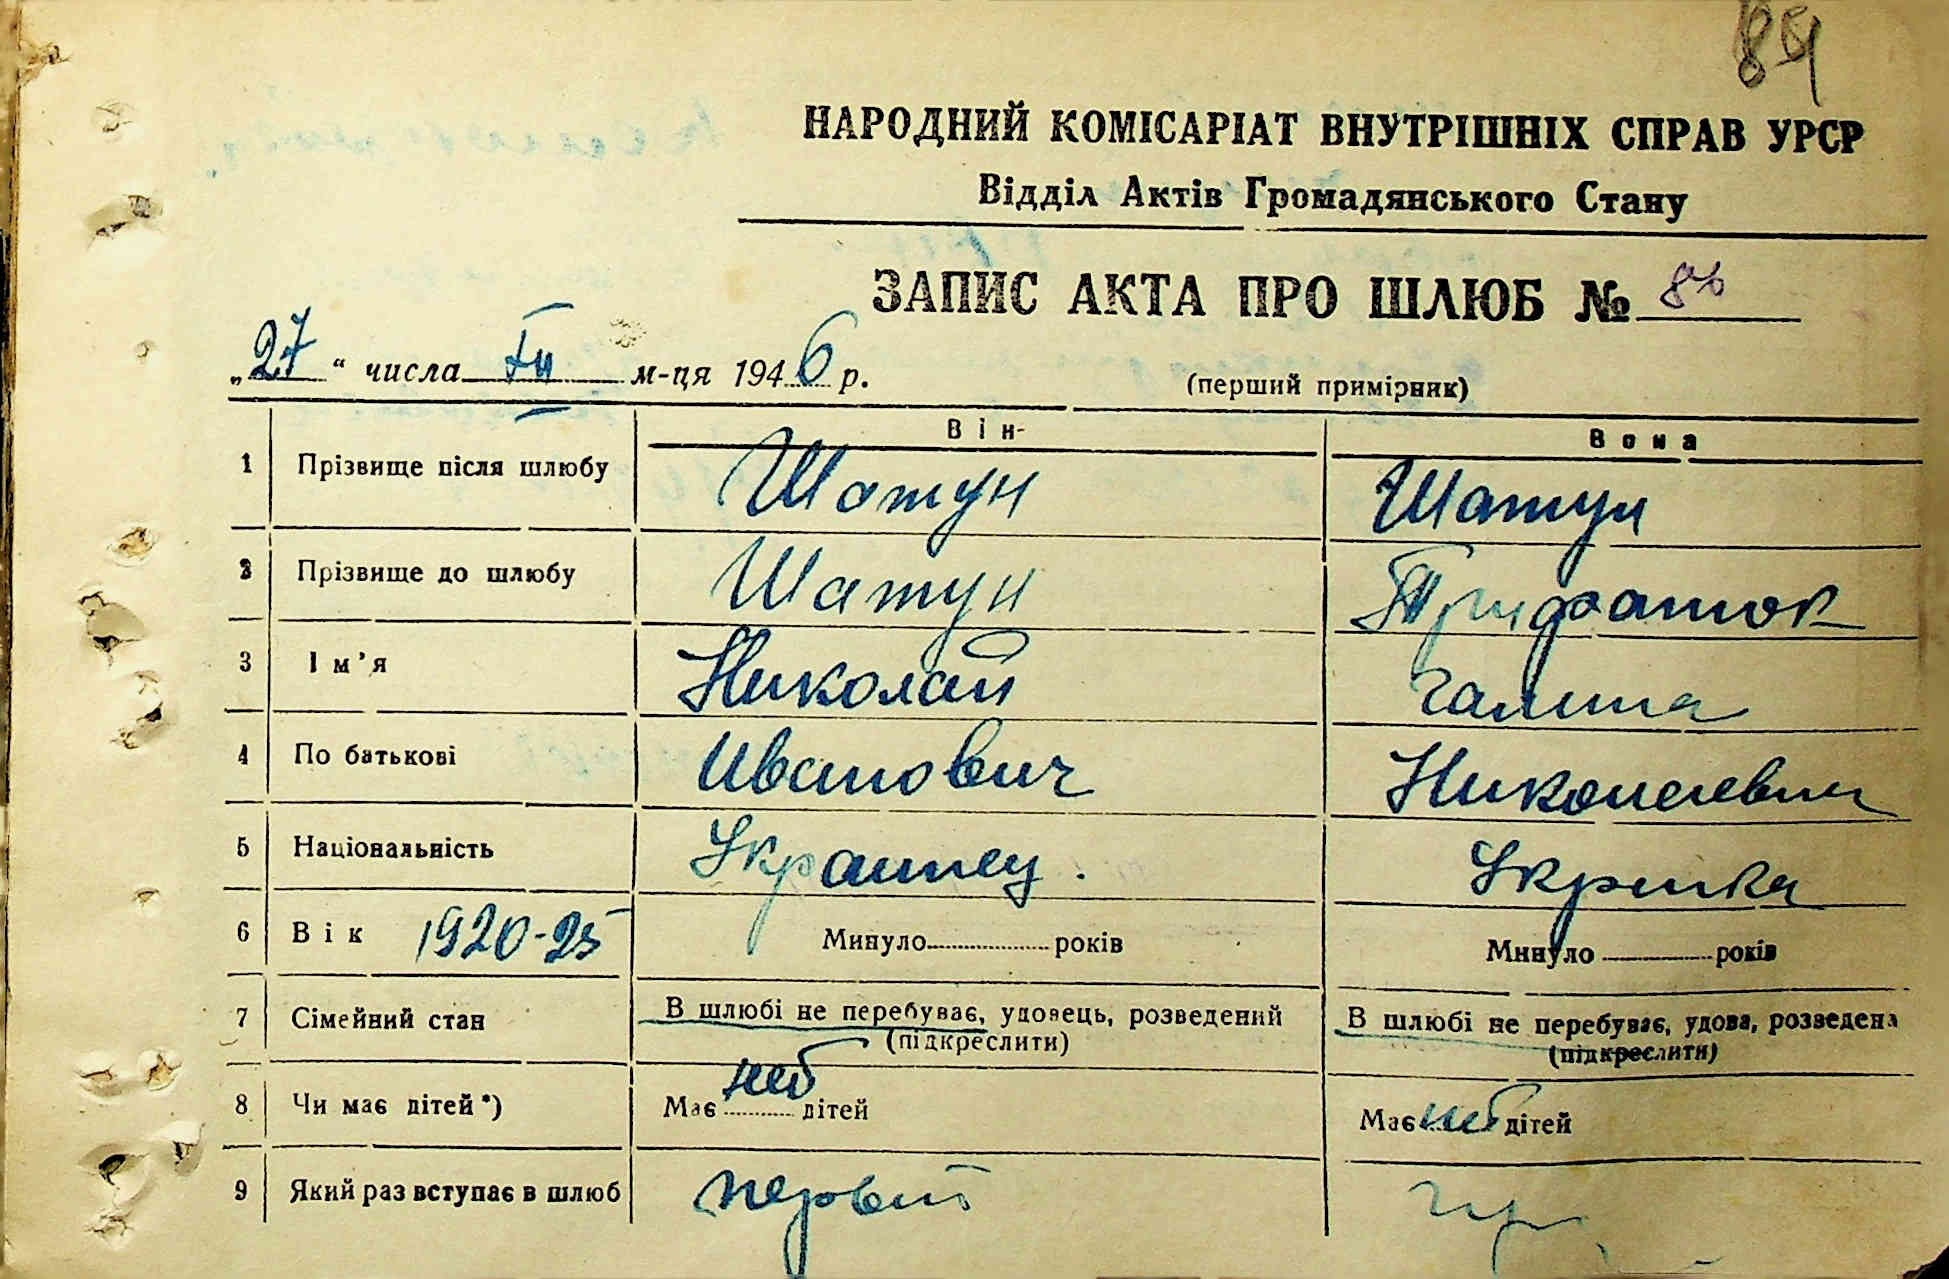 НАРОДНИЙ КОМІСАРІАТ ВНУТРІШНІХ СПРАВ УРСР
Відділ Актів Громадянського Стану
ЗАПИС АКТА ПРО ШЛЮБ № 86
„27“ числа м-ця 1946 р.
(перший примірник)
Він Вона
1 Прізвище після шлюбу Шатун Шатун
2 Прізвище до шлюбу Шатун
3 Ім’я Николай Галина
4 По батькові Иванович Николаевна
5 Національність Украинец. Укр-нка
6 Вік 1920-25 Минуло років Минуло років
7 Сімейний стан В шлюбі не перебуває, удовець, розведений В шлюбі не перебуває, удова, розведена
(підкреслити) (підкреслити)
8 Чи має дітей*) Має нет дітей Має нет дітей
9 Який раз вступає в шлюб первый